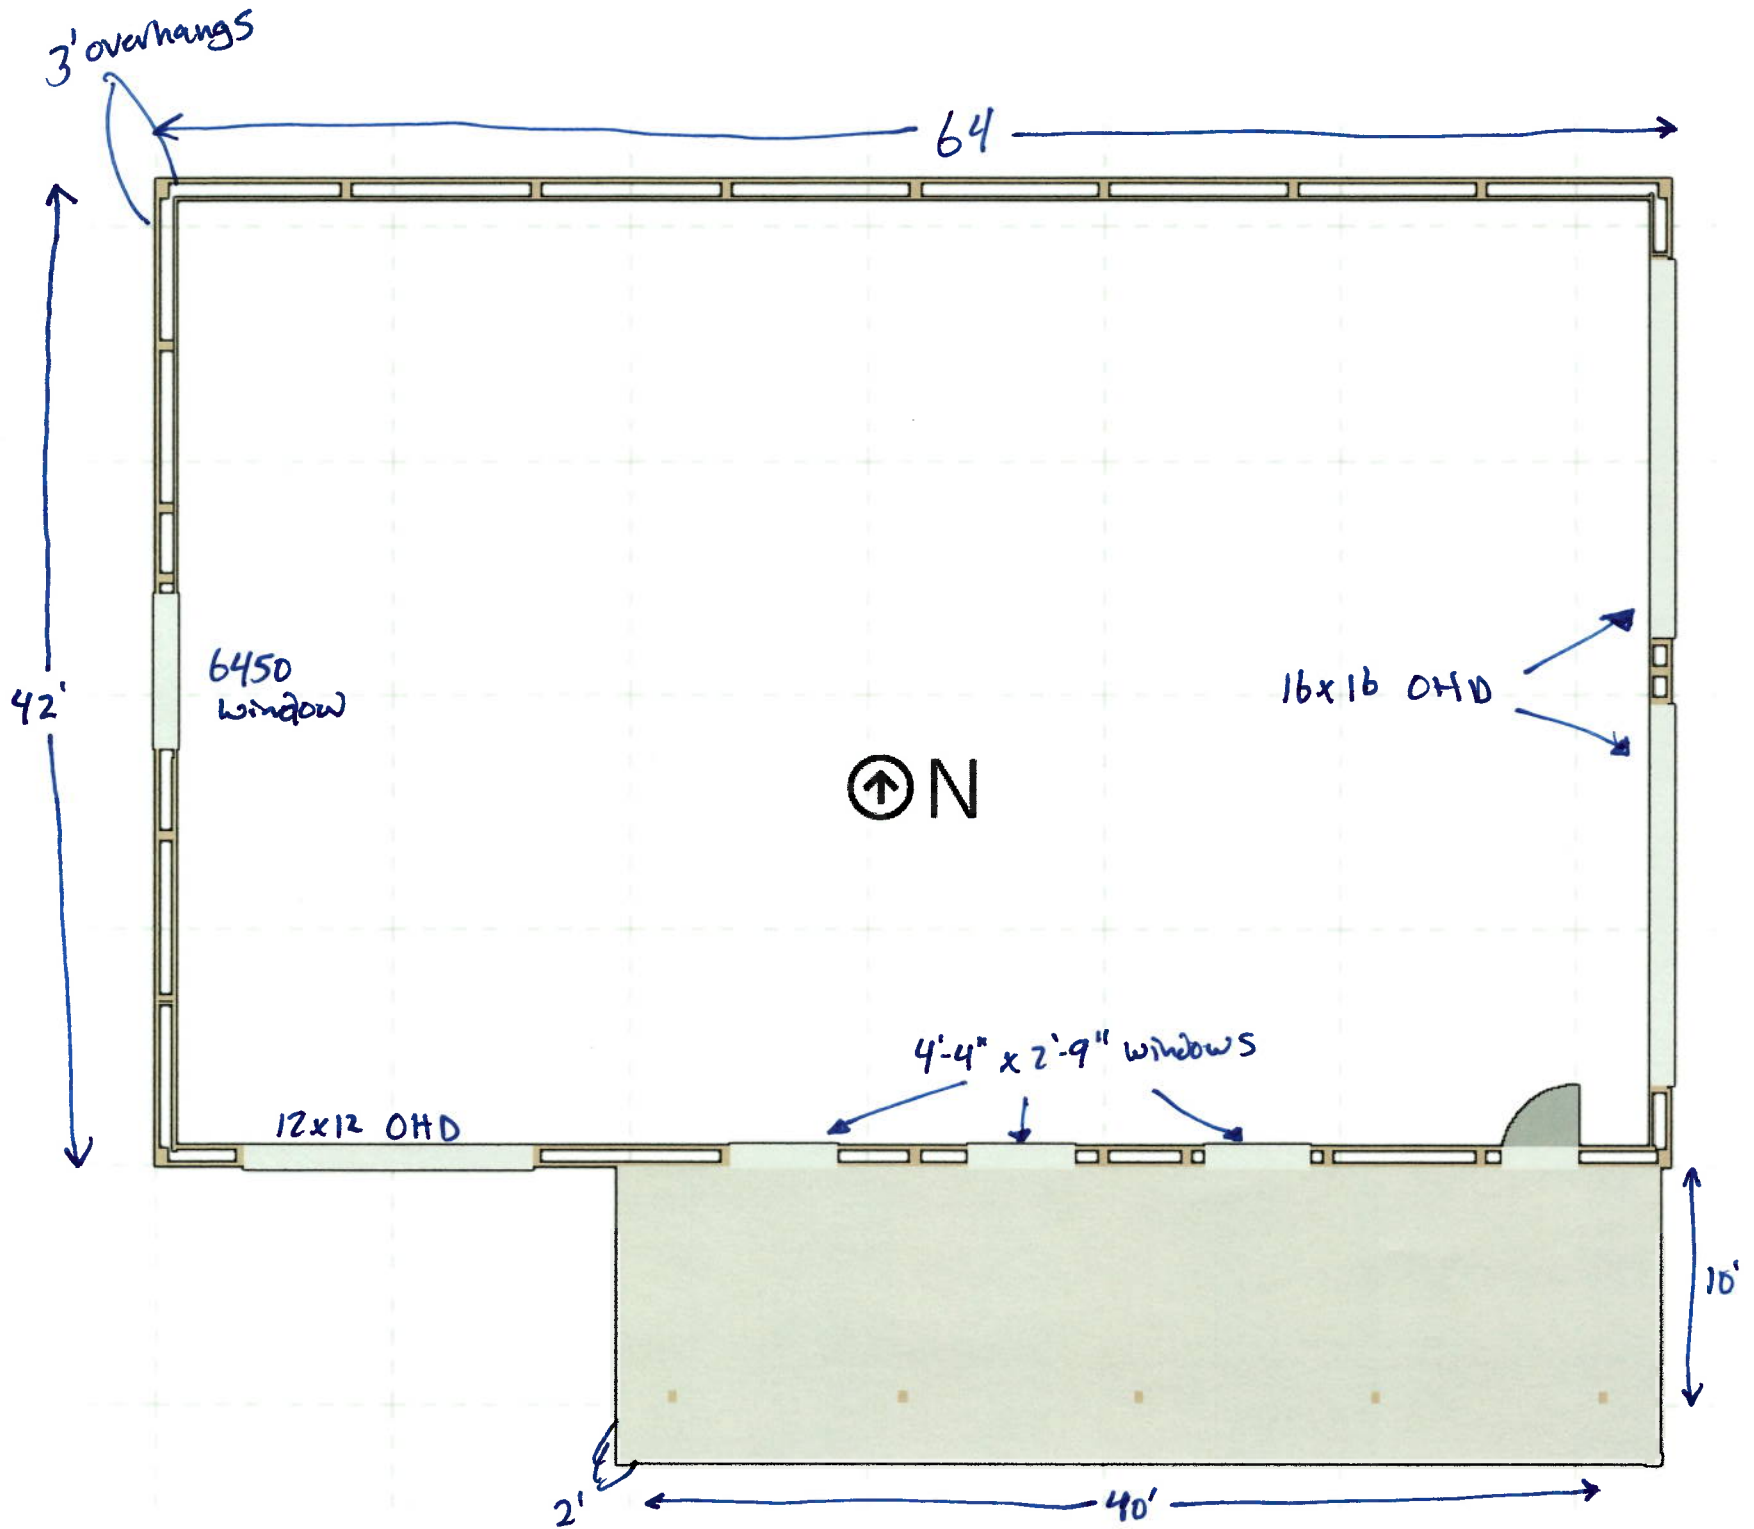 3' overhangs
64
42'
6450
window
16x16 OHD
N
4'-4" x 2'-9" windows
12x12 OHD
10'
2'
40'